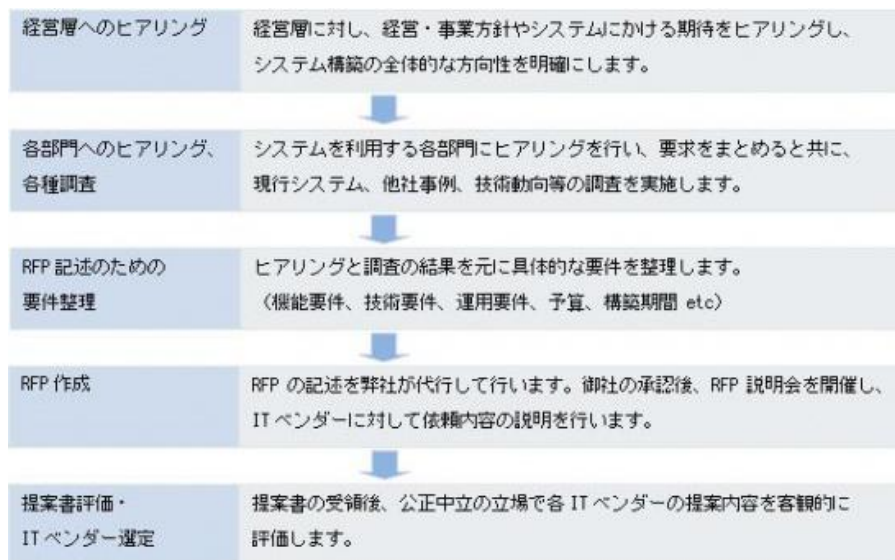 経営層へのヒアリング
経営層に対し、経営・事業方針やシステムにかける期待をヒアリングし、
システム構築の全体的な方向性を明確にします。
各部門へのヒアリング、
各種調査
システムを利用する各部門にヒアリングを行い、要求をまとめると共に、
現行システム、他社事例、技術動向等の調査を実施します。
RFP 記述のための
要件整理
ヒアリングと調査の結果を元に具体的な要件を整理します。
（機能要件、技術要件、運用要件、予算、構築期間 etc）
RFP 作成
RFP の記述を弊社が代行して行います。御社の承認後、RFP 説明会を開催し、
IT ベンダーに対して依頼内容の説明を行います。
提案書評価・
IT ベンダー選定
提案書の受領後、公正中立の立場で各 IT ベンダーの提案内容を客観的に
評価します。